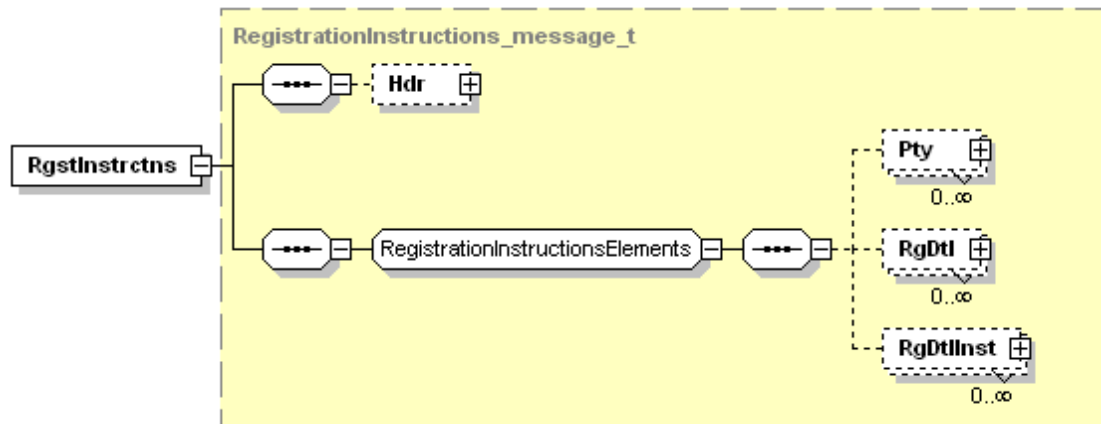 RegistrationInstructions_message_t
Hdr
RgstInstrctns
Pty
0..∞
RegistrationInstructionsElements
RgDtl
0..∞
RgDtlInst
0..∞